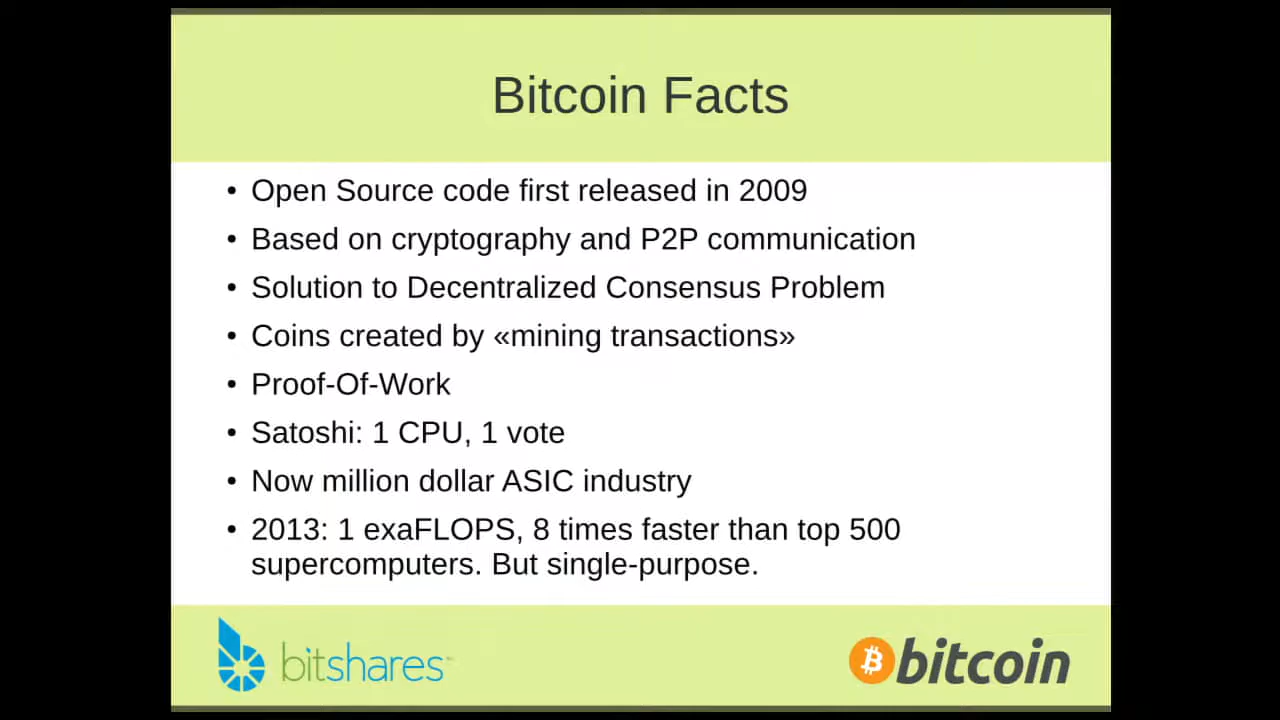 Bitcoin Facts
• Open Source code first released in 2009
• Based on cryptography and P2P communication
• Solution to Decentralized Consensus Problem
• Coins created by «mining transactions»
• Proof-Of-Work
• Satoshi: 1 CPU, 1 vote
• Now million dollar ASIC industry
• 2013: 1 exaFLOPS, 8 times faster than top 500
supercomputers. But single-purpose.
bitshares™
bitcoin